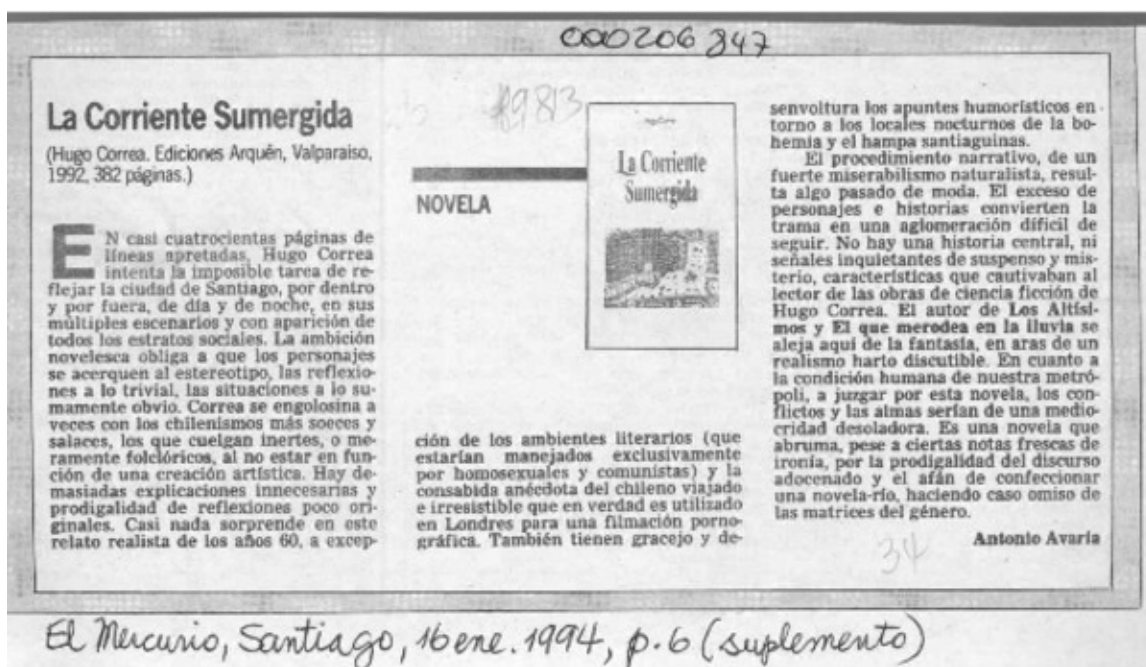 000206847
La Corriente Sumergida
(Hugo Correa. Ediciones Arquén, Valparaíso,
1992, 382 páginas.)
EN casi cuatrocientas páginas de
líneas apretadas, Hugo Correa
intenta la imposible tarea de re-
flejar la ciudad de Santiago, por dentro
y por fuera, de día y de noche, en sus
múltiples escenarios y con aparición de
todos los estratos sociales. La ambición
novelesca obliga a que los personajes
se acerquen al estereotipo, las reflexio-
nes a lo trivial, las situaciones a lo su-
mamente obvio. Correa se engolosina a
veces con los chilenismos más soeces y
salaces, los que cuelgan inertes, o me-
ramente folclóricos, al no estar en fun-
ción de una creación artística. Hay de-
masiadas explicaciones innecesarias y
prodigalidad de reflexiones poco ori-
ginales. Casi nada sorprende en este
relato realista de los años 60, a excep-
NOVELA
La Corriente
Sumergida
ción de los ambientes literarios (que
estarían manejados exclusivamente
por homosexuales y comunistas) y la
consabida anécdota del chileno viajado
e irresistible que en verdad es utilizado
en Londres para una filmación porno-
gráfica. También tienen gracejo y de-
senvoltura los apuntes humorísticos en
torno a los locales nocturnos de la bo-
hemia y el hampa santiaguinas.
El procedimiento narrativo, de un
fuerte miserabilismo naturalista, resul-
ta algo pasado de moda. El exceso de
personajes e historias convierten la
trama en una aglomeración difícil de
seguir. No hay una historia central, ni
señales inquietantes de suspenso y mis-
terio, características que cautivaban al
lector de las obras de ciencia ficción de
Hugo Correa. El autor de Los Altísi-
mos y El que merodea en la lluvia se
aleja aquí de la fantasía, en aras de un
realismo harto discutible. En cuanto a
la condición humana de nuestra metró-
poli, a juzgar por esta novela, los con-
flictos y las almas serían de una medio-
cridad desoladora. Es una novela que
abruma, pese a ciertas notas frescas de
ironía, por la prodigalidad del discurso
adocenado y el afán de confeccionar
una novela-río, haciendo caso omiso de
las matrices del género.
Antonio Avaria
34
El Mercurio, Santiago, 16 ene. 1994, p. 6 (suplemento)